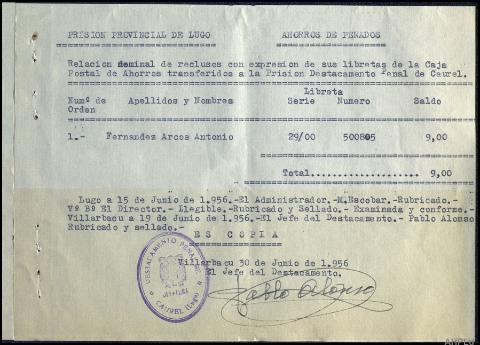 PRISION PROVINCIAL DE LUGO AHORROS DE PENADOS
Relacion nominal de reclusos con expresion de sus libretas de la Caja
Postal de Ahorros transferidos a la Prision Destacamento Penal de Caurel.
Libreta
Numº de Apellidos y Nombres Serie Numero Saldo
Orden
1.- Fernandez Arcos Antonio 29/00 500805 9,00
Total................... 9,00
Lugo a 15 de Junio de 1.956.-El Administrador.-M.Escobar.-Rubricado.-
Vº Bº El Director.- Llegible.-Rubricado y Sellado.- Examinada y conforme.-
Villarbacu a 19 de Junio de 1.956.-El Jefe del Destacamento.- Pablo Alonso
Rubricado y sellado.-
ES COPIA
Villarbaçu 30 de Junio de 1.956
El Jefe del Destacamento.
Pablo Alonso
CAUREL (Lugo)